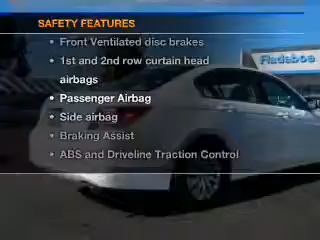 SAFETY FEATURES
• Front Ventilated disc brakes
• 1st and 2nd row curtain head
airbags
• Passenger Airbag
• Side airbag
• Braking Assist
• ABS and Driveline Traction Control
Fladeboe